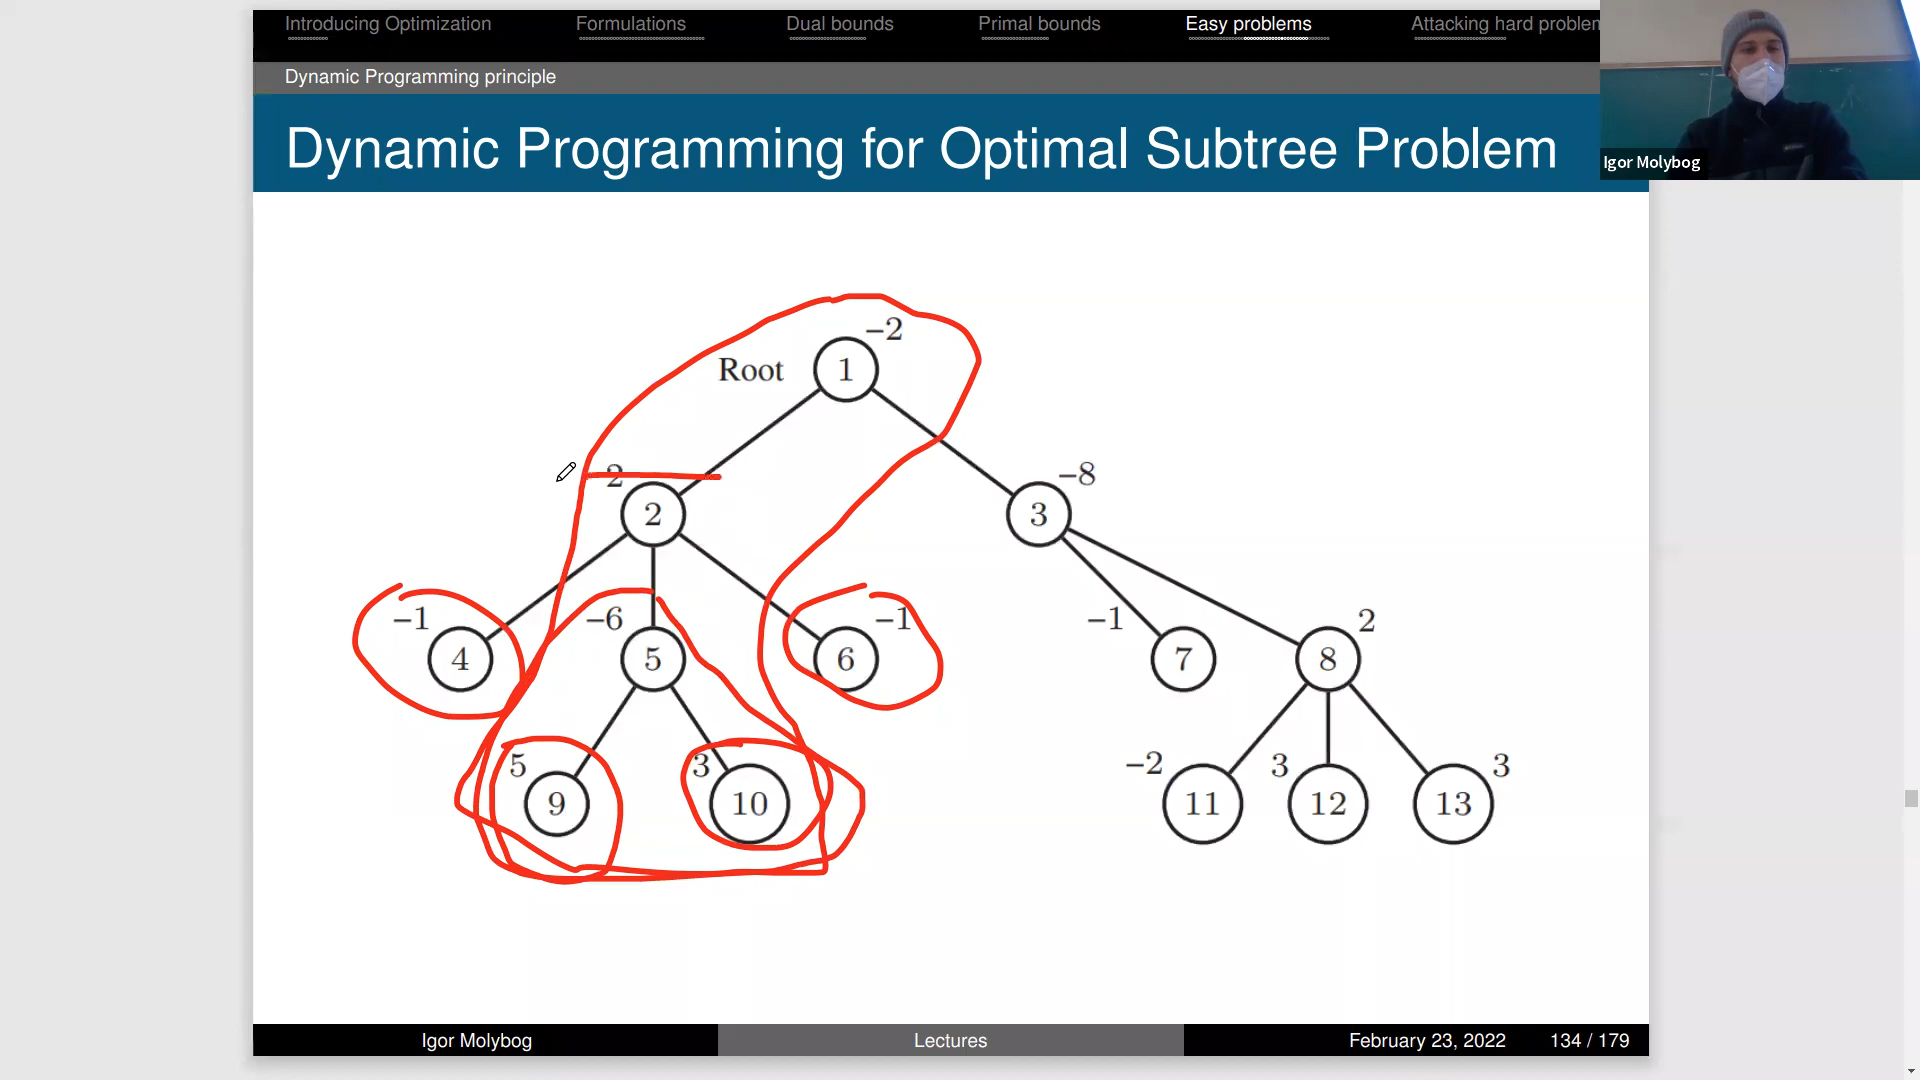 Introducing Optimization Formulations Dual bounds Primal bounds Easy problems Attacking hard problem
Dynamic Programming principle
Dynamic Programming for Optimal Subtree Problem
Igor Molybog
−2
Root 1
2 −8
2 3
−1 −6 −1 −1 2
4 5 6 7 8
5 3 −2 3 3
9 10 11 12 13
Igor Molybog Lectures February 23, 2022 134 / 179